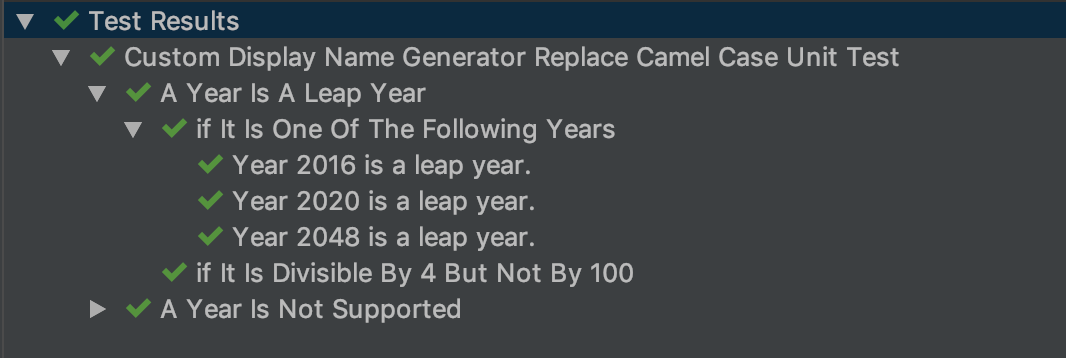 Test Results
Custom Display Name Generator Replace Camel Case Unit Test
A Year Is A Leap Year
if It Is One Of The Following Years
Year 2016 is a leap year.
Year 2020 is a leap year.
Year 2048 is a leap year.
if It Is Divisible By 4 But Not By 100
A Year Is Not Supported